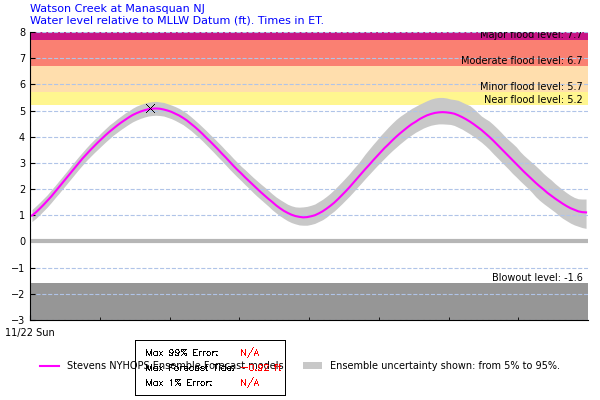 Watson Creek at Manasquan NJ
Water level relative to MLLW Datum (ft). Times in ET.
8
Major flood level: 7.7
7
Moderate flood level: 6.7
6
Minor flood level: 5.7
Near flood level: 5.2
5
4
3
2
1
0
−1
Blowout level: -1.6
−2
−3
11/22 Sun
Max 99% Error: N/A
Stevens NYHOPS Ensemble Forecast models
Max Forecast Tide:
Ensemble uncertainty shown: from 5% to 95%.
Max 1% Error: N/A